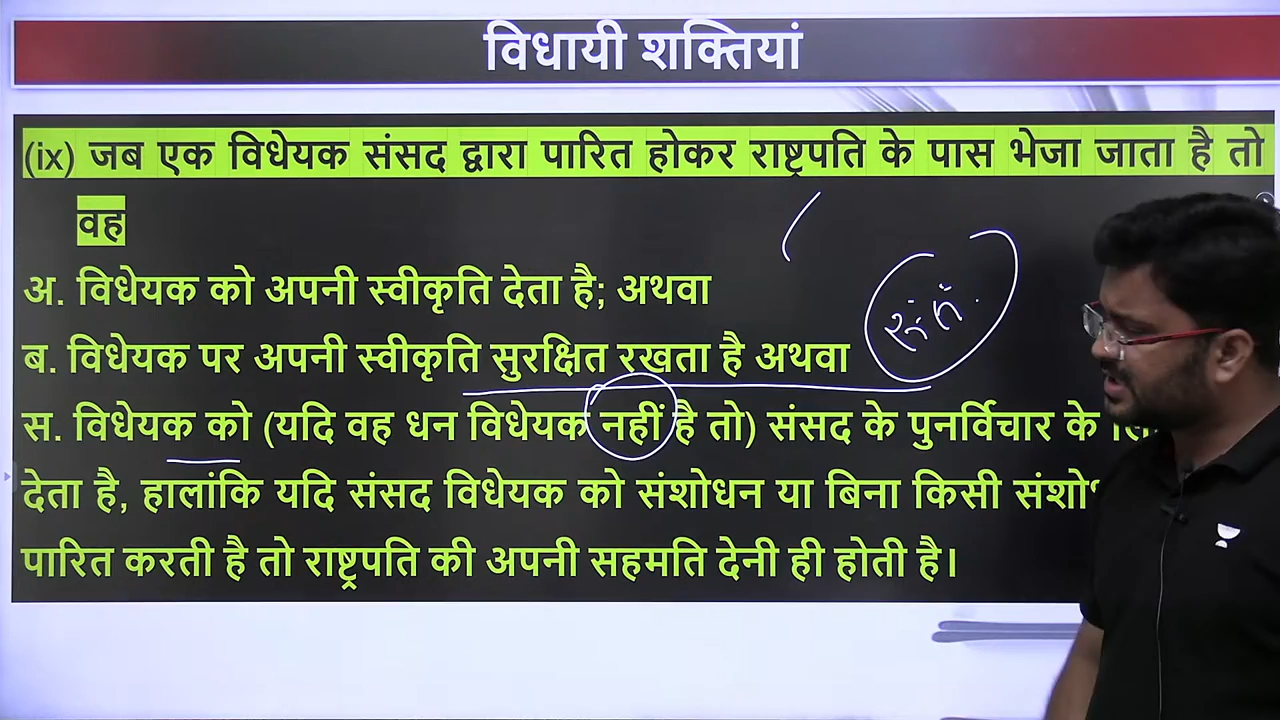 विधायी शक्तियां
(ix) जब एक विधेयक संसद द्वारा पारित होकर राष्ट्रपति के पास भेजा जाता है तो
वह
अ. विधेयक को अपनी स्वीकृति देता है; अथवा
ब. विधेयक पर अपनी स्वीकृति सुरक्षित रखता है अथवा
स. विधेयक को (यदि वह धन विधेयक नहीं है तो) संसद के पुनर्विचार के
देता है, हालांकि यदि संसद विधेयक को संशोधन या बिना किसी
पारित करती है तो राष्ट्रपति की अपनी सहमति देनी ही होती है।